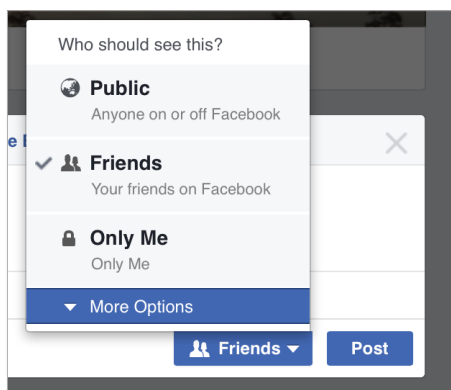 Who should see this?
Public
Anyone on or off Facebook
Friends
Your friends on Facebook
Only Me
Only Me
More Options
Friends
Post